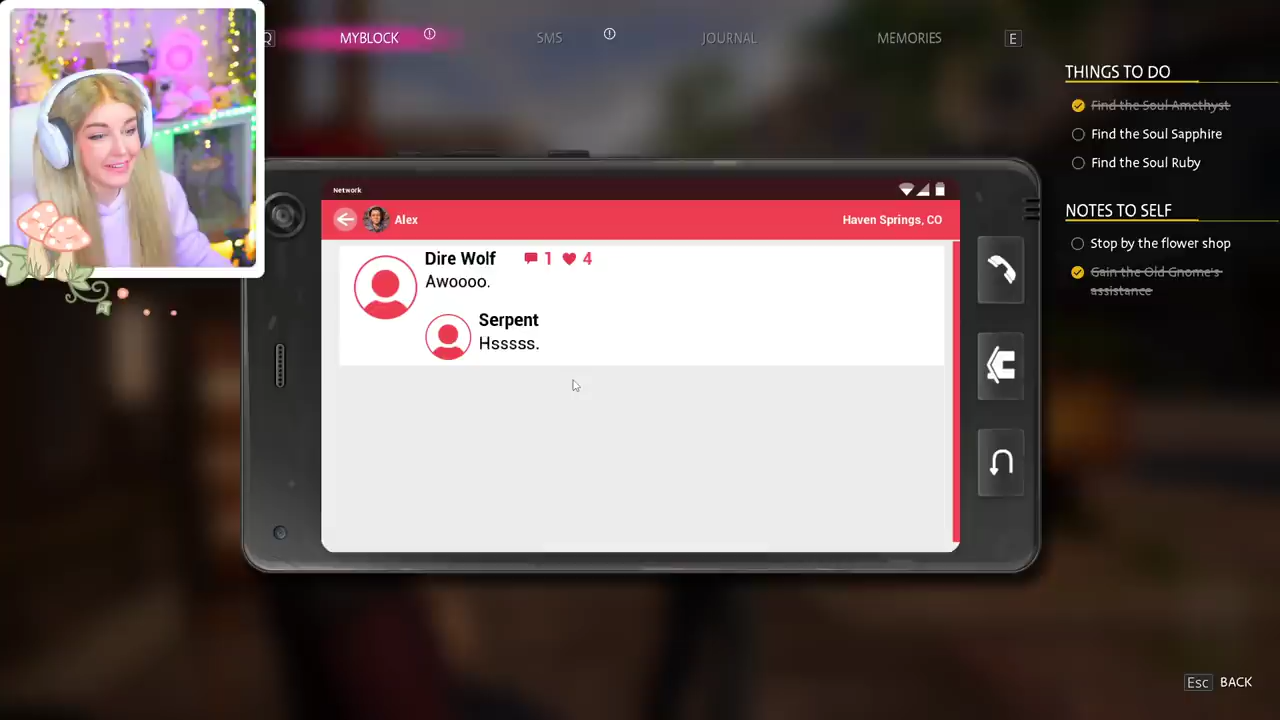 Q MYBLOCK SMS JOURNAL MEMORIES E
THINGS TO DO
Find the Soul Amethyst
Find the Soul Sapphire
Find the Soul Ruby
NOTES TO SELF
Stop by the flower shop
Gain the Old Gnome's
assistance
Network
Alex Haven Springs, CO
Dire Wolf 1 4
Awoooo.
Serpent
Hsssss.
Esc BACK